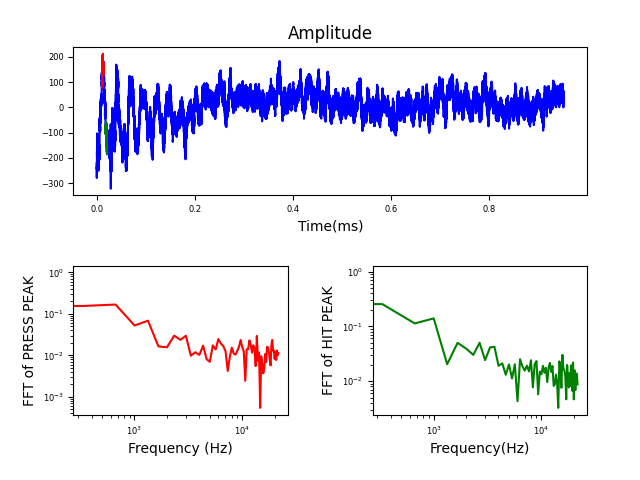 Amplitude
200
100
0
−100
−200
−300
0.0 0.2 0.4 0.6 0.8
Time(ms)
FFT of PRESS PEAK
10⁰
10⁻¹
10⁻²
10⁻³
10³ 10⁴
Frequency (Hz)
FFT of HIT PEAK
10⁰
10⁻¹
10⁻²
10³ 10⁴
Frequency(Hz)